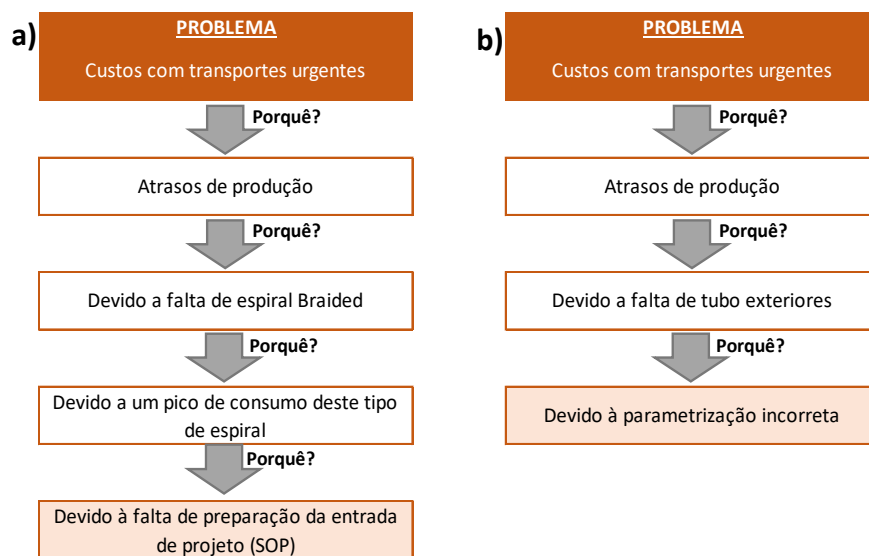 a)
PROBLEMA
Custos com transportes urgentes
Porquê?
Atrasos de produção
Porquê?
Devido a falta de espiral Braided
Porquê?
Devido a um pico de consumo deste tipo
de espiral
Porquê?
Devido à falta de preparação da entrada
de projeto (SOP)
b)
PROBLEMA
Custos com transportes urgentes
Porquê?
Atrasos de produção
Porquê?
Devido a falta de tubo exteriores
Porquê?
Devido à parametrização incorreta